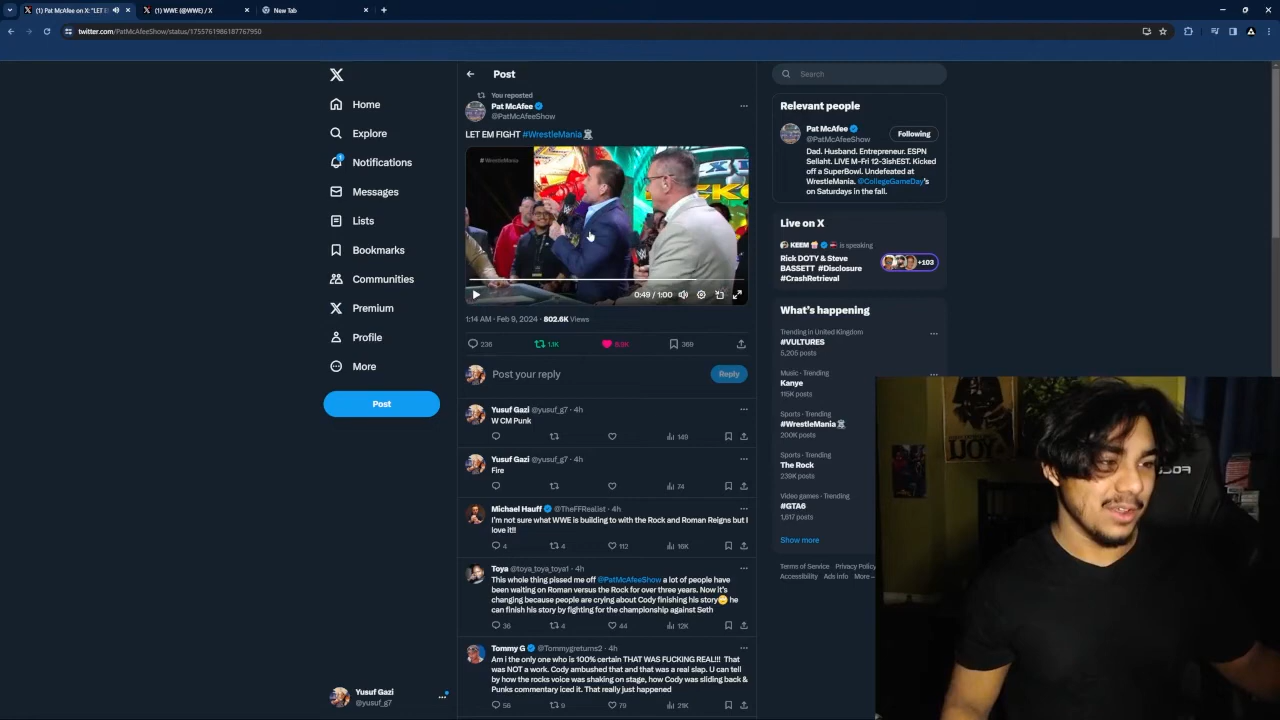 (1) Pat McAfee on X: "LET E
(1) WWE (@WWE) / X
New Tab
twitter.com/PatMcAfeeShow/status/1755761986187767950
Home
Explore
Notifications
Messages
Lists
Bookmarks
Communities
Premium
Profile
More
Post
Yusuf Gazi
@yusuf_g7
Post
You reposted
Pat McAfee
@PatMcAfeeShow
LET EM FIGHT #WrestleMania
#WrestleMania
0:49 / 1:00
1:14 AM · Feb 9, 2024 · 802.6K Views
236
1.1K
369
Post your reply
Reply
Yusuf Gazi @yusuf_g7 · 4h
W CM Punk
149
Yusuf Gazi @yusuf_g7 · 4h
Fire
74
Michael Hauff @TheFFRealist · 4h
I'm not sure what WWE is building to with the Rock and Roman Reigns but I
love it!!
4 4 112 16K
Toya @toya_toya_toya1 · 4h
This whole thing pissed me off @PatMcAfeeShow a lot of people have
been waiting on Roman versus the Rock for over three years. Now it's
changing because people are crying about Cody finishing his story he
can finish his story by fighting for the championship against Seth
36 4 44 12K
Tommy G @Tommygreturns2 · 4h
Am i the only one who is 100% certain THAT WAS FUCKING REAL!!! That
was NOT a work. Cody ambushed that and that was a real slap. U can tell
by how the rocks voice was shaking on stage, how Cody was sliding back &
Punks commentary iced it. That really just happened
56 9 79 21K
Search
Relevant people
Pat McAfee
@PatMcAfeeShow
Following
Dad. Husband. Entrepreneur. ESPN
Sellaht. LIVE M-Fri 12-3ishEST. Kicked
off a SuperBowl. Undefeated at
WrestleMania. @CollegeGameDay's
on Saturdays in the fall.
Live on X
KEEM is speaking
Rick DOTY & Steve
BASSETT #Disclosure
#CrashRetrieval
+103
What's happening
Trending in United Kingdom
#VULTURES
5,205 posts
Music · Trending
Kanye
115K posts
Sports · Trending
#WrestleMania
200K posts
Sports · Trending
The Rock
239K posts
Video games · Trending
#GTA6
1,617 posts
Show more
Terms of Service Privacy Policy
Accessibility Ads info More